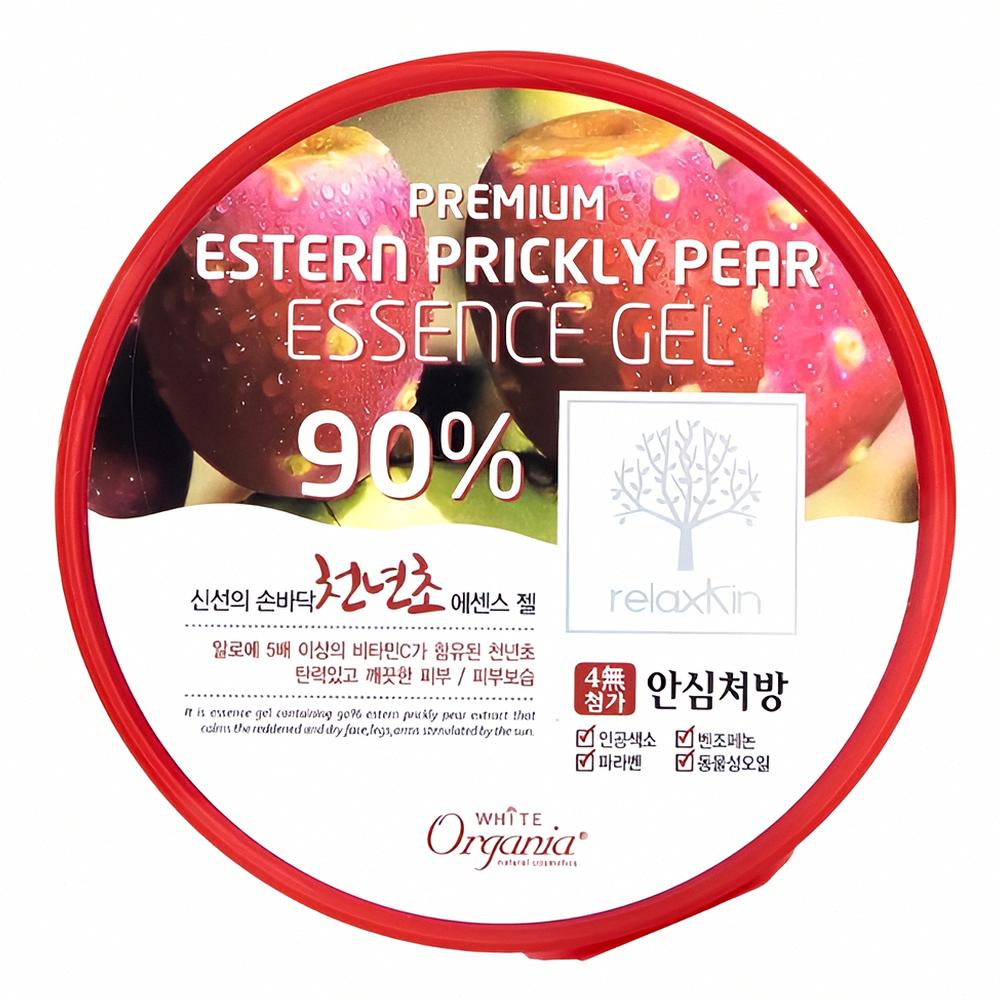 PREMIUM
ESTERN PRICKLY PEAR
ESSENCE GEL
90%
relaxkin
신선의 손바닥 천년초 에센스 젤
알로에 5배 이상의 비타민C가 함유된 천년초
탄력있고 깨끗한 피부 / 피부보습
It is essence gel containing 90% estern prickly pear extract that
calms the reddened and dry face,legs,arms stimulated by the sun.
4無
첨가
안심처방
인공색소
벤조페논
파라벤
동물성오일
WHITE
Organia
natural cosmetics